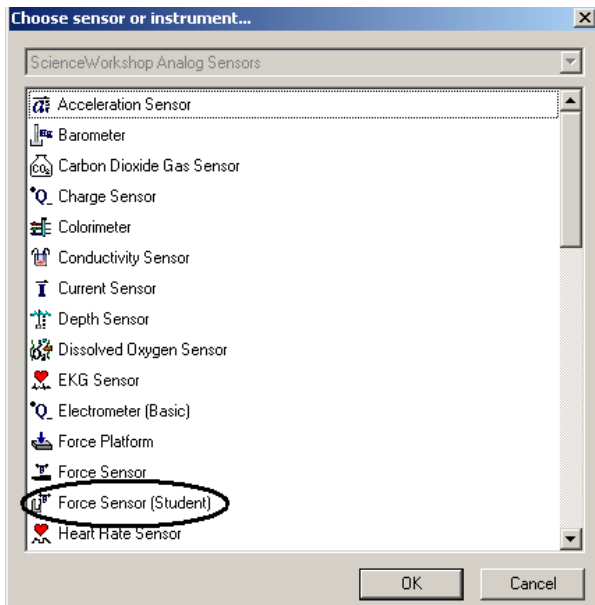 Choose sensor or instrument...
ScienceWorkshop Analog Sensors
Acceleration Sensor
Barometer
Carbon Dioxide Gas Sensor
Charge Sensor
Colorimeter
Conductivity Sensor
Current Sensor
Depth Sensor
Dissolved Oxygen Sensor
EKG Sensor
Electrometer (Basic)
Force Platform
Force Sensor
Force Sensor (Student)
Heart Rate Sensor
OK Cancel